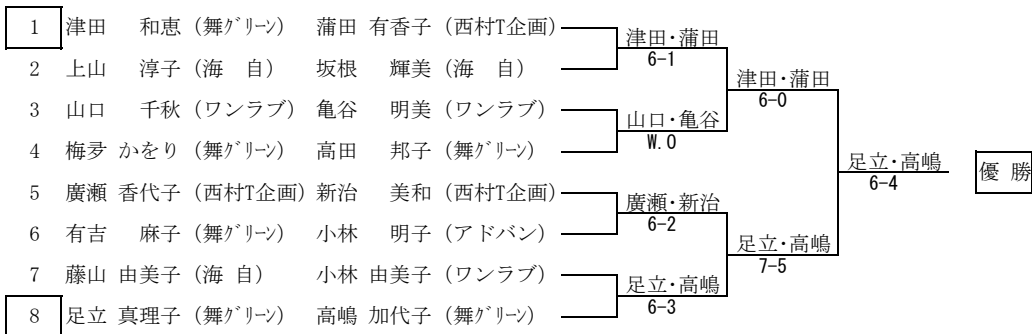 1 津田 和恵 (舞グリーン) 蒲田 有香子 (西村T企画)
津田・蒲田
6-1
2 上山 淳子 (海 自) 坂根 輝美 (海 自)
津田・蒲田
6-0
3 山口 千秋 (ワンラブ) 亀谷 明美 (ワンラブ)
山口・亀谷
W.O
4 梅夛 かをり (舞グリーン) 高田 邦子 (舞グリーン)
足立・高嶋
6-4
優 勝
5 廣瀬 香代子 (西村T企画) 新治 美和 (西村T企画)
廣瀬・新治
6-2
6 有吉 麻子 (舞グリーン) 小林 明子 (アドバン)
足立・高嶋
7-5
7 藤山 由美子 (海 自) 小林 由美子 (ワンラブ)
足立・高嶋
6-3
8 足立 真理子 (舞グリーン) 高嶋 加代子 (舞グリーン)